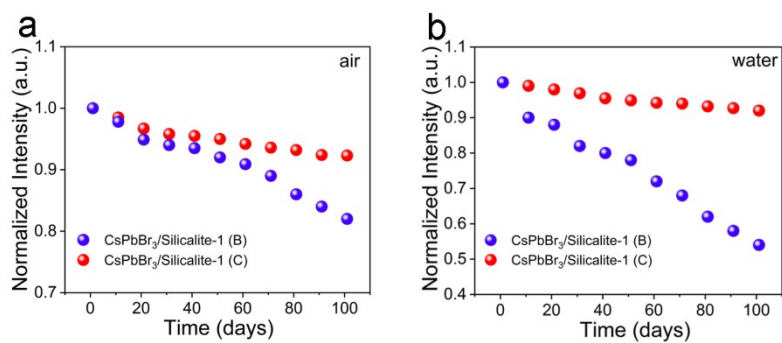 a
air
1.1
1.0
0.9
0.8
0.7
Normalized Intensity (a.u.)
CsPbBr₃/Silicalite-1 (B)
CsPbBr₃/Silicalite-1 (C)
0 20 40 60 80 100
Time (days)
b
water
1.1
1.0
0.9
0.8
0.7
0.6
0.5
0.4
Normalized Intensity (a.u.)
CsPbBr₃/Silicalite-1 (B)
CsPbBr₃/Silicalite-1 (C)
0 20 40 60 80 100
Time (days)